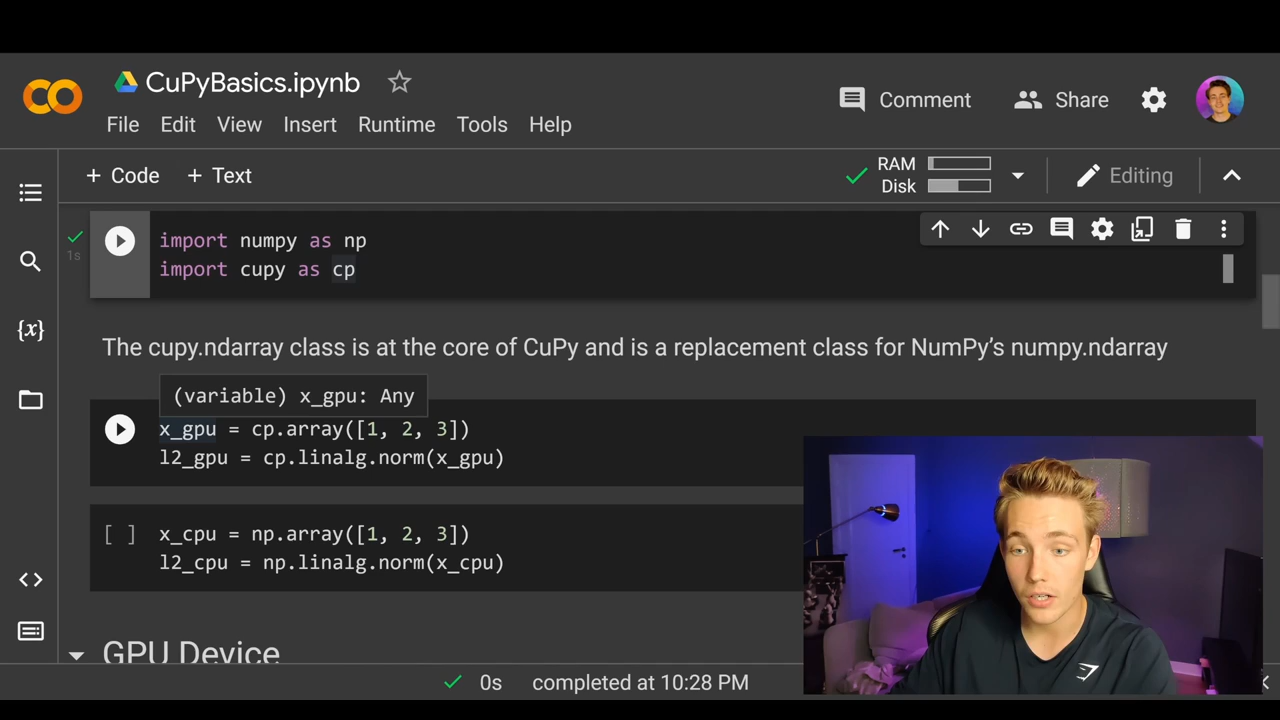 CuPyBasics.ipynb
Comment
Share
File Edit View Insert Runtime Tools Help
+ Code + Text
RAM
Disk
Editing
1s
import numpy as np
import cupy as cp
The cupy.ndarray class is at the core of CuPy and is a replacement class for NumPy’s numpy.ndarray
(variable) x_gpu: Any
x_gpu = cp.array([1, 2, 3])
l2_gpu = cp.linalg.norm(x_gpu)
[ ] x_cpu = np.array([1, 2, 3])
l2_cpu = np.linalg.norm(x_cpu)
GPU Device
0s completed at 10:28 PM